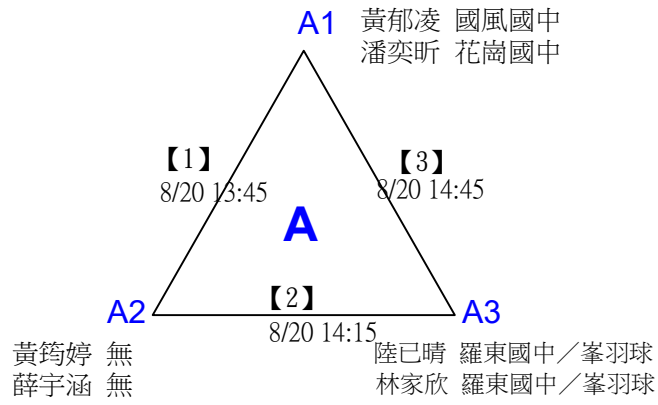 A1
黃郁凌 國風國中
潘奕昕 花崗國中
【1】
8/20 13:45
【3】
8/20 14:45
A
A2
【2】
8/20 14:15
A3
黃筠婷 無
薛宇涵 無
陸已晴 羅東國中／峯羽球
林家欣 羅東國中／峯羽球